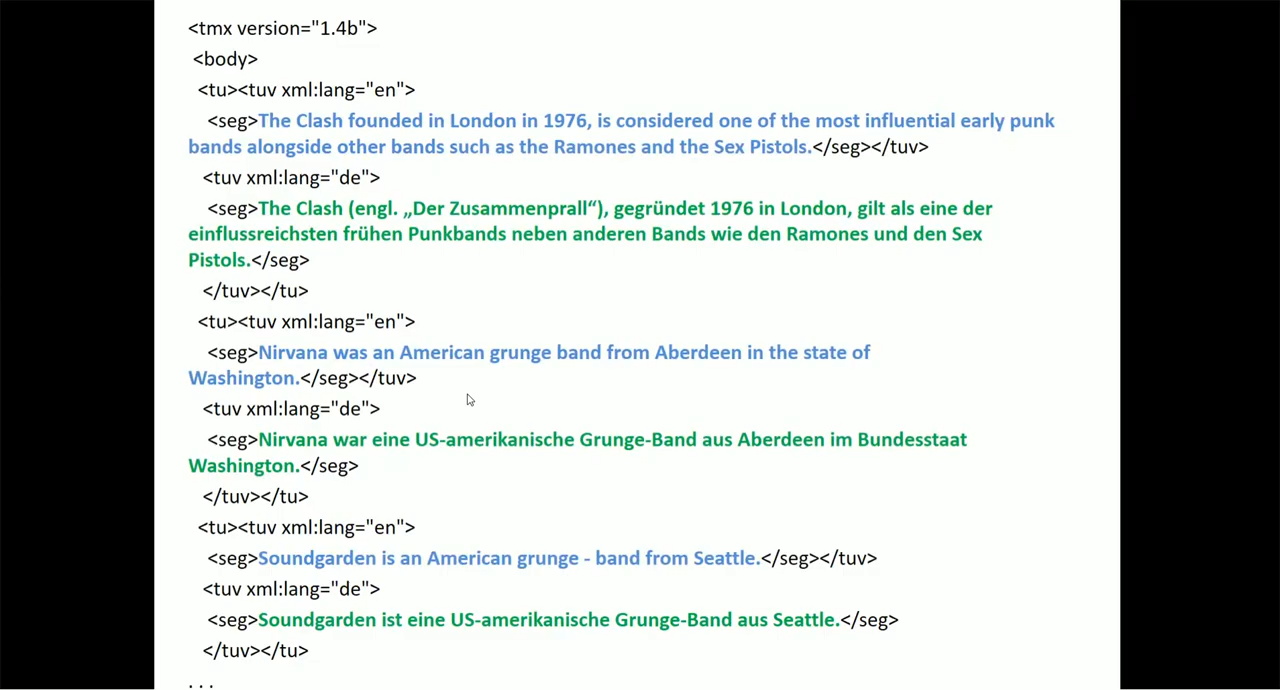 <tmx version="1.4b">
<body>
<tu><tuv xml:lang="en">
<seg>The Clash founded in London in 1976, is considered one of the most influential early punk
bands alongside other bands such as the Ramones and the Sex Pistols.</seg></tuv>
<tuv xml:lang="de">
<seg>The Clash (engl. „Der Zusammenprall“), gegründet 1976 in London, gilt als eine der
einflussreichsten frühen Punkbands neben anderen Bands wie den Ramones und den Sex
Pistols.</seg>
</tuv></tu>
<tu><tuv xml:lang="en">
<seg>Nirvana was an American grunge band from Aberdeen in the state of
Washington.</seg></tuv>
<tuv xml:lang="de">
<seg>Nirvana war eine US-amerikanische Grunge-Band aus Aberdeen im Bundesstaat
Washington.</seg>
</tuv></tu>
<tu><tuv xml:lang="en">
<seg>Soundgarden is an American grunge - band from Seattle.</seg></tuv>
<tuv xml:lang="de">
<seg>Soundgarden ist eine US-amerikanische Grunge-Band aus Seattle.</seg>
</tuv></tu>
. . .